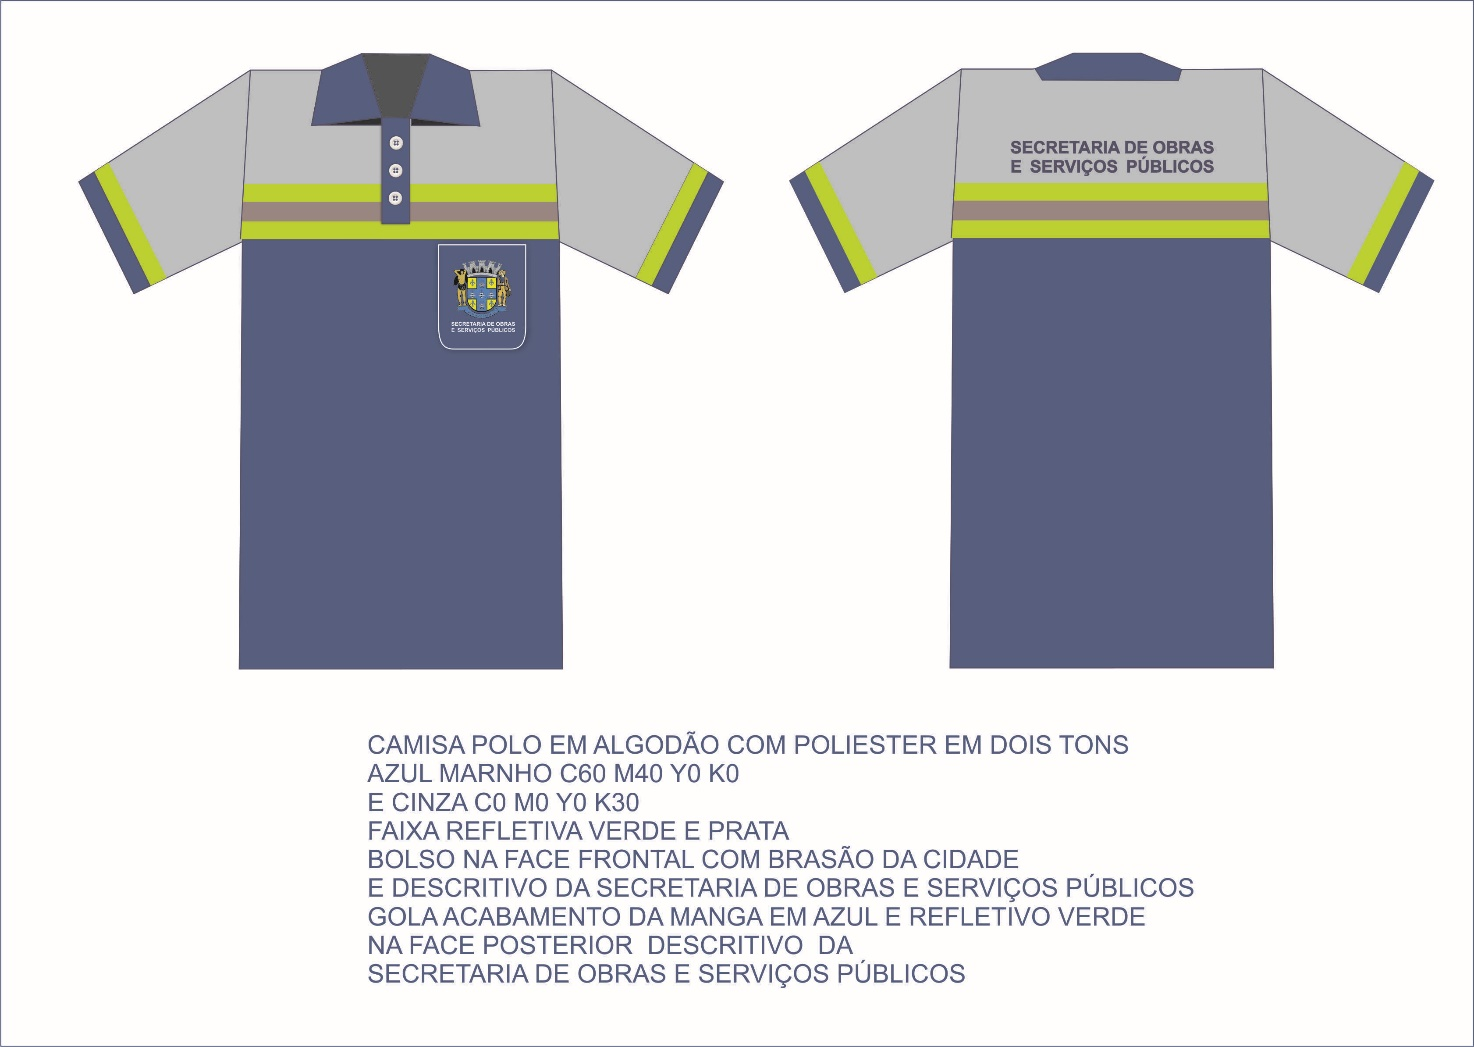 SECRETARIA DE OBRAS
E SERVIÇOS PÚBLICOS
SECRETARIA DE OBRAS
E SERVIÇOS PÚBLICOS
CAMISA POLO EM ALGODÃO COM POLIESTER EM DOIS TONS
AZUL MARNHO C60 M40 Y0 K0
E CINZA C0 M0 Y0 K30
FAIXA REFLETIVA VERDE E PRATA
BOLSO NA FACE FRONTAL COM BRASÃO DA CIDADE
E DESCRITIVO DA SECRETARIA DE OBRAS E SERVIÇOS PÚBLICOS
GOLA ACABAMENTO DA MANGA EM AZUL E REFLETIVO VERDE
NA FACE POSTERIOR DESCRITIVO DA
SECRETARIA DE OBRAS E SERVIÇOS PÚBLICOS